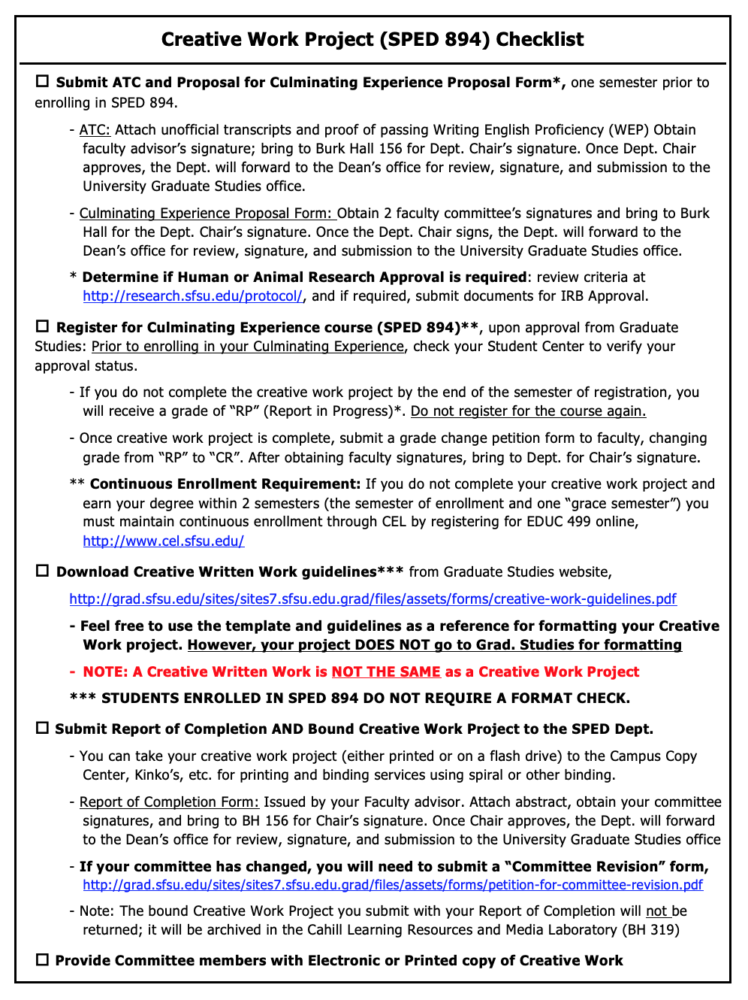 Creative Work Project (SPED 894) Checklist
☐ Submit ATC and Proposal for Culminating Experience Proposal Form*, one semester prior to
enrolling in SPED 894.
- ATC: Attach unofficial transcripts and proof of passing Writing English Proficiency (WEP) Obtain
faculty advisor’s signature; bring to Burk Hall 156 for Dept. Chair’s signature. Once Dept. Chair
approves, the Dept. will forward to the Dean’s office for review, signature, and submission to the
University Graduate Studies office.
- Culminating Experience Proposal Form: Obtain 2 faculty committee’s signatures and bring to Burk
Hall for the Dept. Chair’s signature. Once the Dept. Chair signs, the Dept. will forward to the
Dean’s office for review, signature, and submission to the University Graduate Studies office.
* Determine if Human or Animal Research Approval is required: review criteria at
http://research.sfsu.edu/protocol/, and if required, submit documents for IRB Approval.
☐ Register for Culminating Experience course (SPED 894)**, upon approval from Graduate
Studies: Prior to enrolling in your Culminating Experience, check your Student Center to verify your
approval status.
- If you do not complete the creative work project by the end of the semester of registration, you
will receive a grade of “RP” (Report in Progress)*. Do not register for the course again.
- Once creative work project is complete, submit a grade change petition form to faculty, changing
grade from “RP” to “CR”. After obtaining faculty signatures, bring to Dept. for Chair’s signature.
** Continuous Enrollment Requirement: If you do not complete your creative work project and
earn your degree within 2 semesters (the semester of enrollment and one “grace semester”) you
must maintain continuous enrollment through CEL by registering for EDUC 499 online,
http://www.cel.sfsu.edu/
☐ Download Creative Written Work guidelines*** from Graduate Studies website,
http://grad.sfsu.edu/sites/sites7.sfsu.edu.grad/files/assets/forms/creative-work-guidelines.pdf
- Feel free to use the template and guidelines as a reference for formatting your Creative
Work project. However, your project DOES NOT go to Grad. Studies for formatting
- NOTE: A Creative Written Work is NOT THE SAME as a Creative Work Project
*** STUDENTS ENROLLED IN SPED 894 DO NOT REQUIRE A FORMAT CHECK.
☐ Submit Report of Completion AND Bound Creative Work Project to the SPED Dept.
- You can take your creative work project (either printed or on a flash drive) to the Campus Copy
Center, Kinko’s, etc. for printing and binding services using spiral or other binding.
- Report of Completion Form: Issued by your Faculty advisor. Attach abstract, obtain your committee
signatures, and bring to BH 156 for Chair’s signature. Once Chair approves, the Dept. will forward
to the Dean’s office for review, signature, and submission to the University Graduate Studies office
- If your committee has changed, you will need to submit a “Committee Revision” form,
http://grad.sfsu.edu/sites/sites7.sfsu.edu.grad/files/assets/forms/petition-for-committee-revision.pdf
- Note: The bound Creative Work Project you submit with your Report of Completion will not be
returned; it will be archived in the Cahill Learning Resources and Media Laboratory (BH 319)
☐ Provide Committee members with Electronic or Printed copy of Creative Work